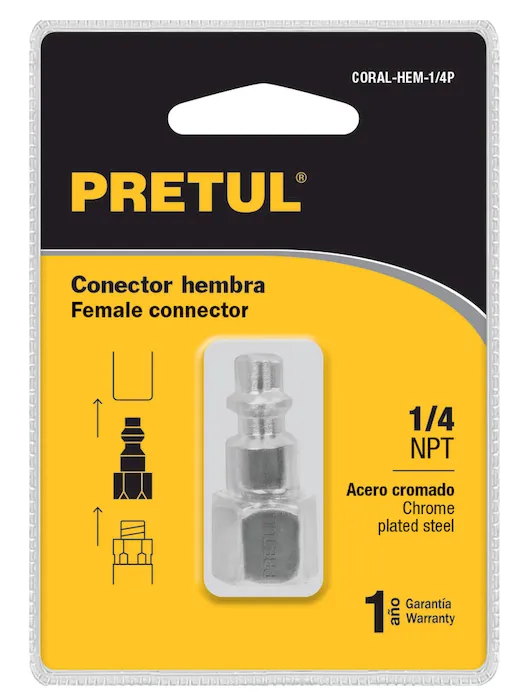 CORAL-HEM-1/4P
PRETUL®
Conector hembra
Female connector
1/4
NPT
Acero cromado
Chrome
plated steel
PRETUL
1 año Garantía
Warranty